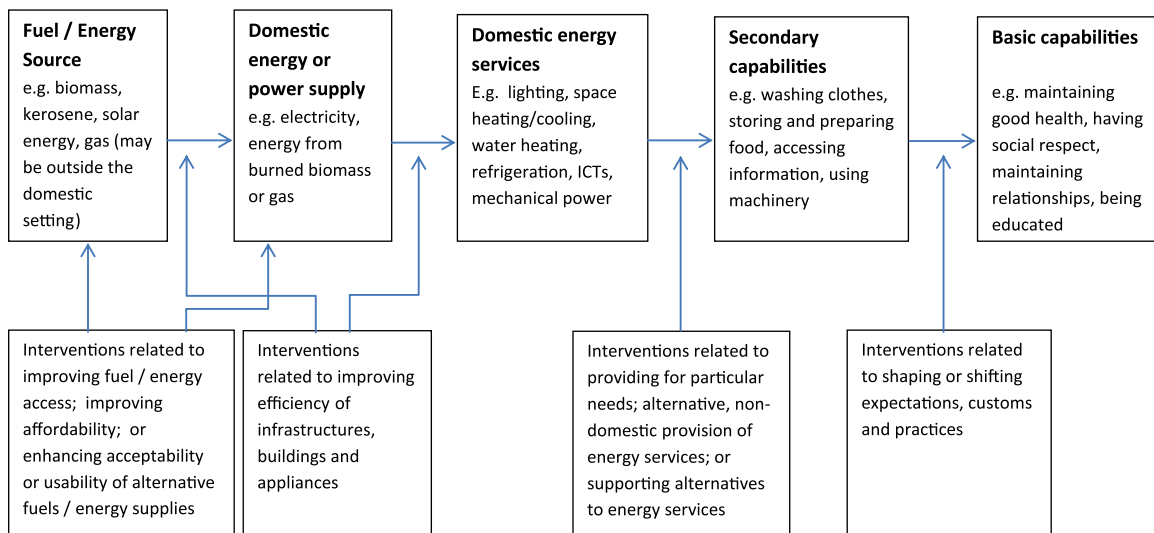 Fuel / Energy
Source
e.g. biomass,
kerosene, solar
energy, gas (may
be outside the
domestic
setting)
Domestic
energy or
power supply
e.g. electricity,
energy from
burned biomass
or gas
Domestic energy
services
E.g. lighting, space
heating/cooling,
water heating,
refrigeration, ICTs,
mechanical power
Secondary
capabilities
e.g. washing clothes,
storing and preparing
food, accessing
information, using
machinery
Basic capabilities
e.g. maintaining
good health, having
social respect,
maintaining
relationships, being
educated
Interventions related to
improving fuel / energy
access; improving
affordability; or
enhancing acceptability
or usability of alternative
fuels / energy supplies
Interventions
related to improving
efficiency of
infrastructures,
buildings and
appliances
Interventions related to
providing for particular
needs; alternative, non-
domestic provision of
energy services; or
supporting alternatives
to energy services
Interventions related
to shaping or shifting
expectations, customs
and practices